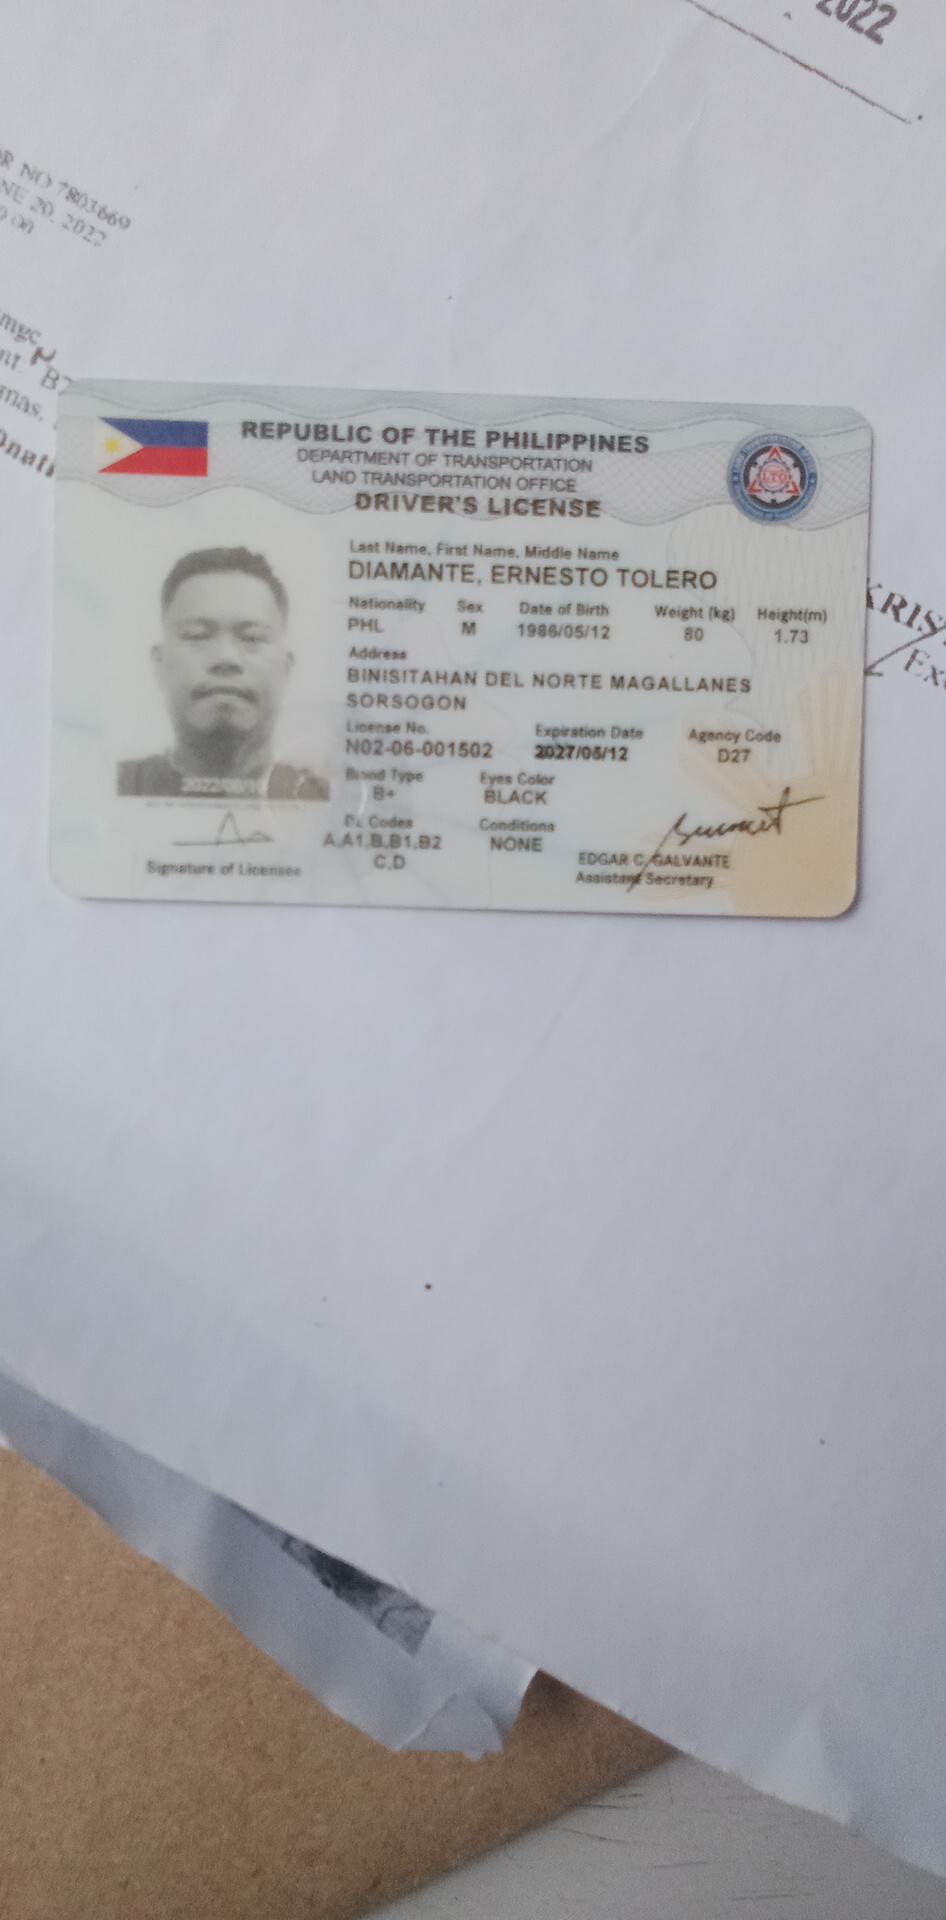 2022
R NO 7803669
NE 20, 2022
0.00
mgc
nt. N
B
mas.
onati
REPUBLIC OF THE PHILIPPINES
DEPARTMENT OF TRANSPORTATION
LAND TRANSPORTATION OFFICE
DRIVER'S LICENSE
LTO
Last Name, First Name, Middle Name
DIAMANTE, ERNESTO TOLERO
Nationality Sex Date of Birth Weight (kg) Height(m)
PHL M 1986/05/12 80 1.73
Address
BINISITAHAN DEL NORTE MAGALLANES
SORSOGON
License No. Expiration Date Agency Code
N02-06-001502 2027/05/12 D27
Blood Type Eyes Color
B+ BLACK
DL Codes Conditions
A,A1,B,B1,B2 NONE
C,D
EDGAR C. GALVANTE
Assistant Secretary
Signature of Licensee
KRIS
Exe